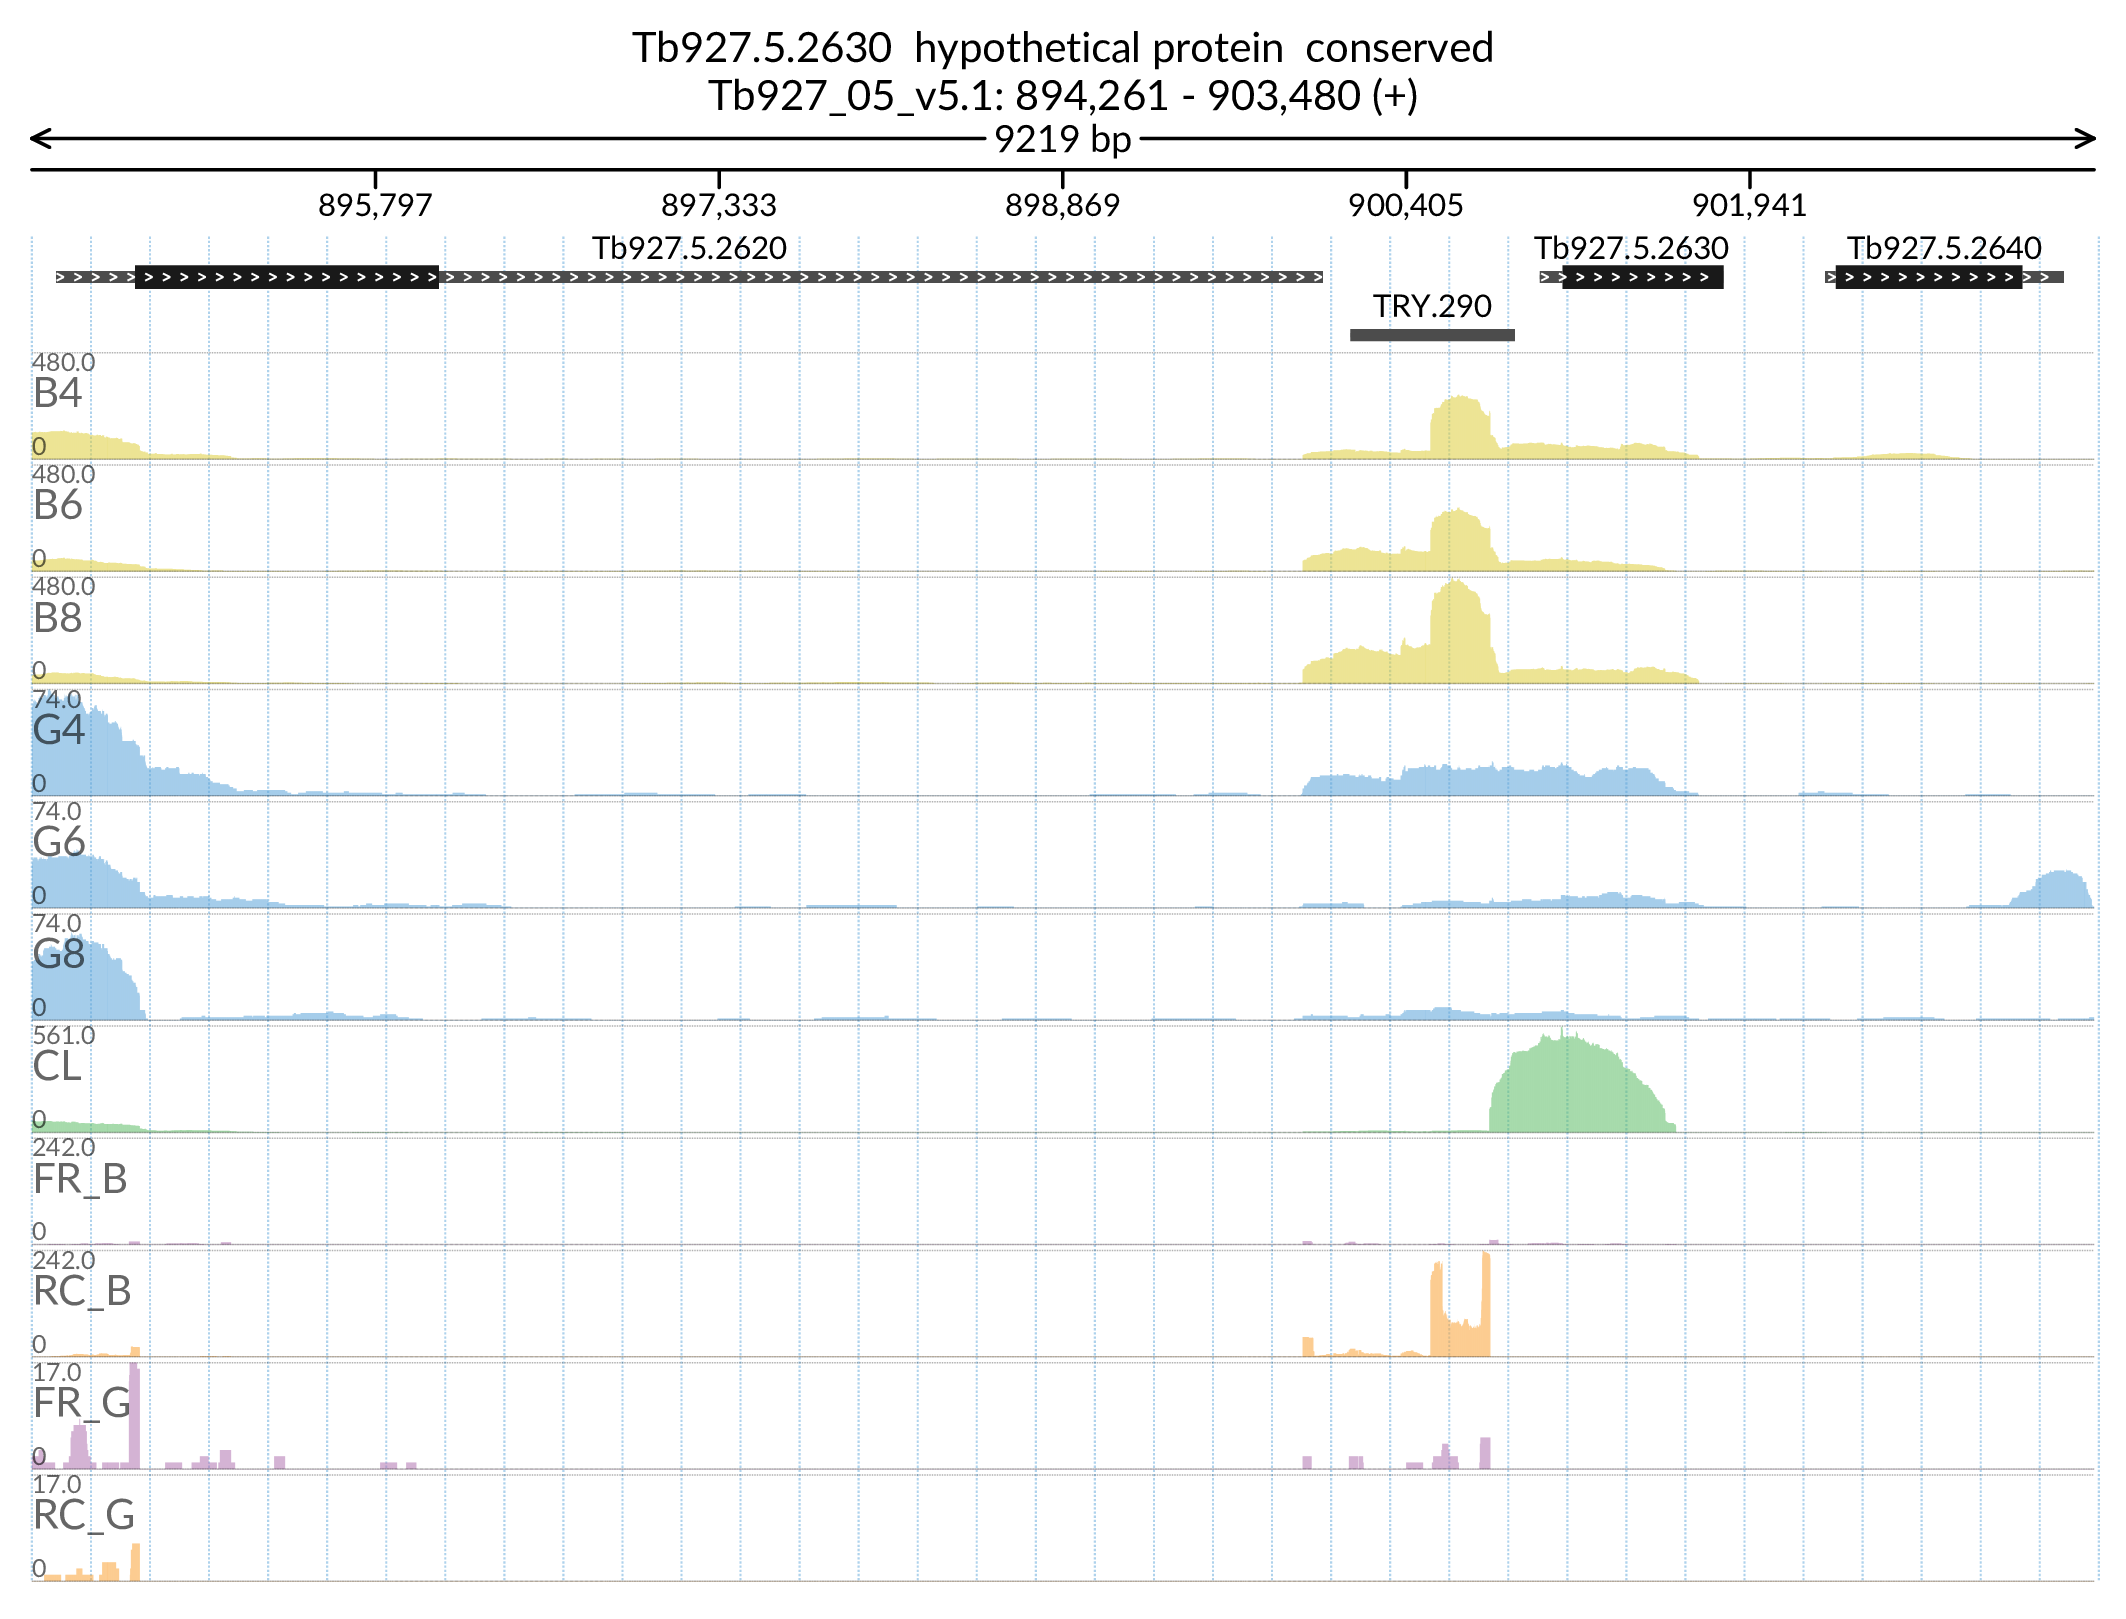 Tb927.5.2630  hypothetical protein  conserved
Tb927_05_v5.1: 894,261 - 903,480 (+)
9219 bp
895,797 897,333 898,869 900,405 901,941
Tb927.5.2620 Tb927.5.2630 Tb927.5.2640
TRY.290
480.0
B4
0
480.0
B6
0
480.0
B8
0
74.0
G4
0
74.0
G6
0
74.0
G8
0
561.0
CL
0
242.0
FR_B
0
242.0
RC_B
0
17.0
FR_G
0
17.0
RC_G
0